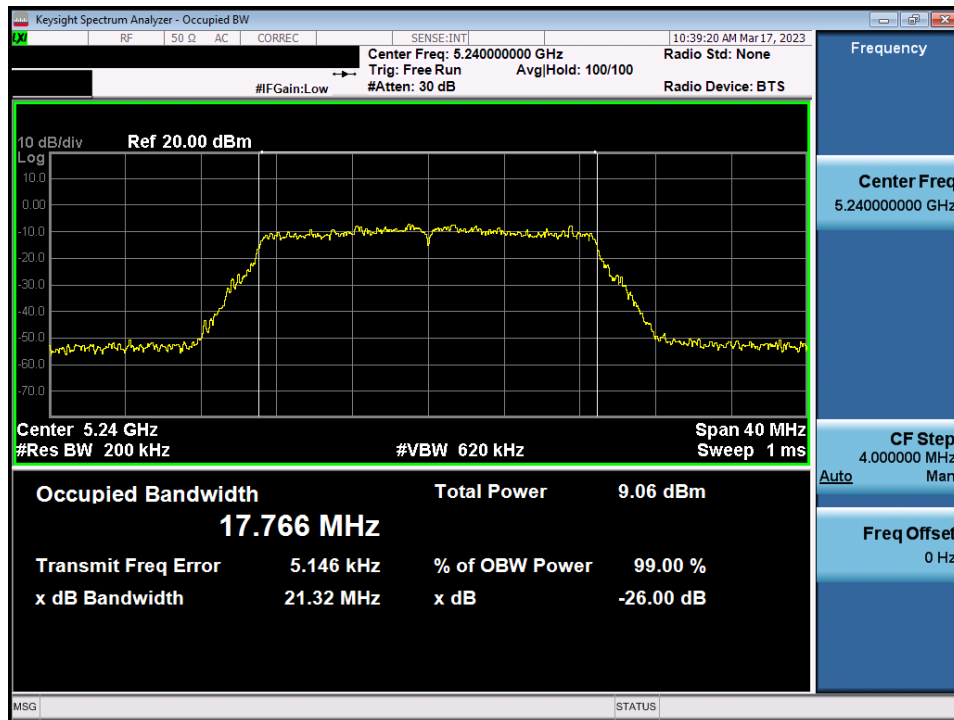 Keysight Spectrum Analyzer - Occupied BW
LXI RF 50 Ω AC CORREC SENSE:INT 10:39:20 AM Mar 17, 2023
Center Freq: 5.240000000 GHz Radio Std: None
Trig: Free Run Avg|Hold: 100/100
#IFGain:Low #Atten: 30 dB Radio Device: BTS
10 dB/div Ref 20.00 dBm
Log
10.0
0.00
-10.0
-20.0
-30.0
-40.0
-50.0
-60.0
-70.0
Center 5.24 GHz Span 40 MHz
#Res BW 200 kHz #VBW 620 kHz Sweep 1 ms
Occupied Bandwidth Total Power 9.06 dBm
17.766 MHz
Transmit Freq Error 5.146 kHz % of OBW Power 99.00 %
x dB Bandwidth 21.32 MHz x dB -26.00 dB
MSG STATUS
Frequency
Center Freq
5.240000000 GHz
CF Step
4.000000 MHz
Auto Man
Freq Offset
0 Hz